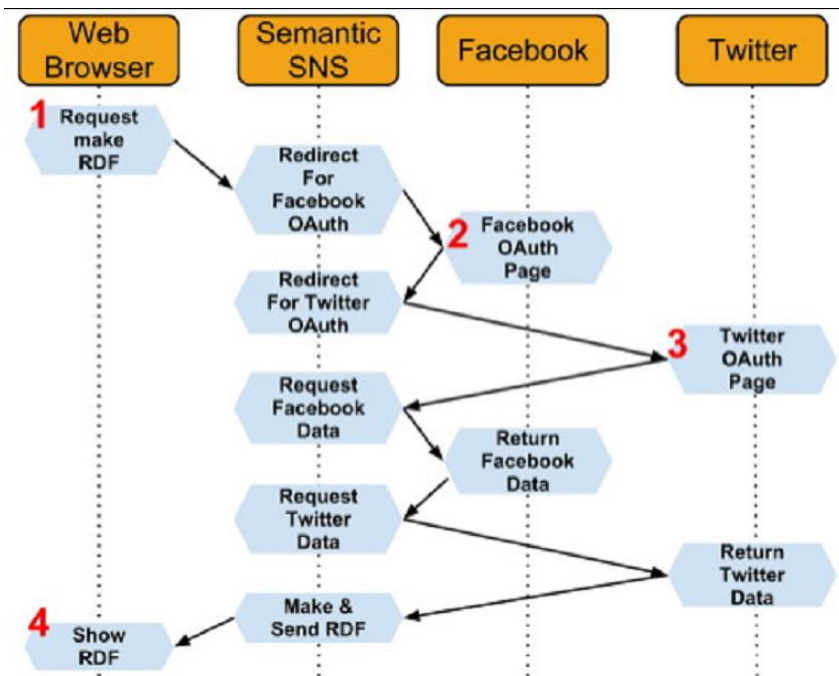 Web
Browser
Semantic
SNS
Facebook
Twitter
1
Request
make
RDF
Redirect
For
Facebook
OAuth
2
Facebook
OAuth
Page
Redirect
For Twitter
OAuth
3
Twitter
OAuth
Page
Request
Facebook
Data
Return
Facebook
Data
Request
Twitter
Data
Return
Twitter
Data
Make &
Send RDF
4
Show
RDF